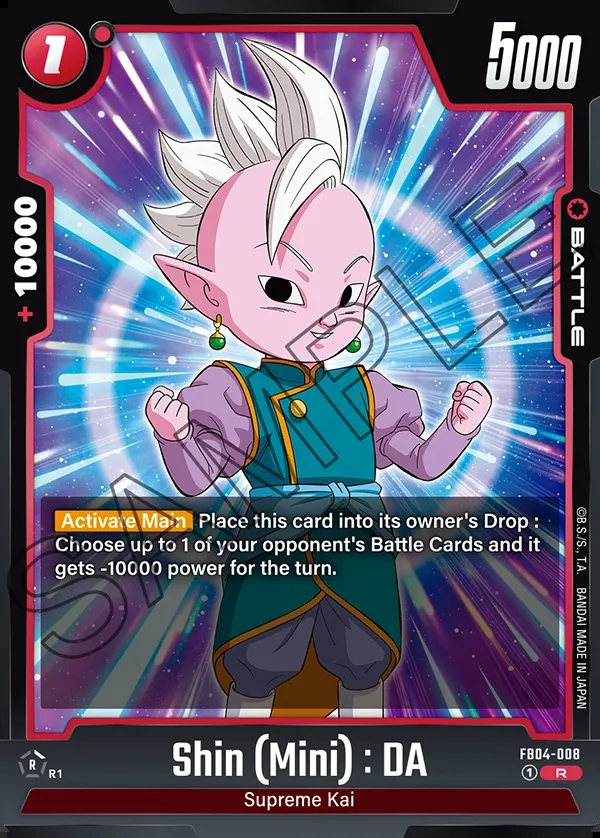 1
5000
+10000
BATTLE
SAMPLE
Activate Main Place this card into its owner's Drop :
Choose up to 1 of your opponent's Battle Cards and it
gets -10000 power for the turn.
©B.S./S., T.A. BANDAI MADE IN JAPAN
R R1
Shin (Mini) : DA
FB04-008
1 R
Supreme Kai